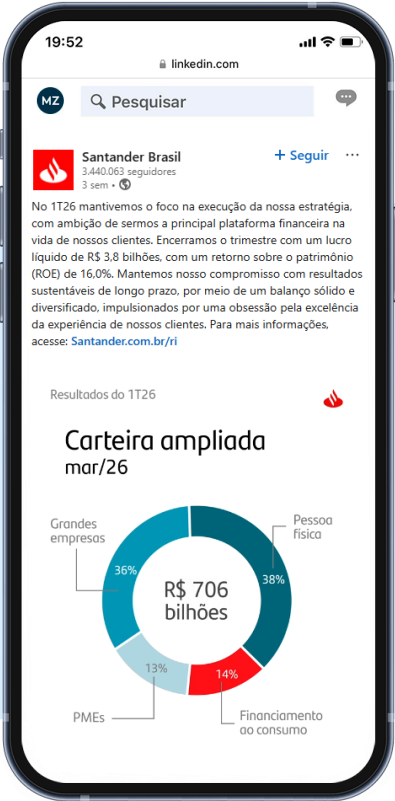 19:52
linkedin.com
MZ
Pesquisar
Santander Brasil
+ Seguir ...
3.440.063 seguidores
3 sem •
No 1T26 mantivemos o foco na execução da nossa estratégia,
com ambição de sermos a principal plataforma financeira na
vida de nossos clientes. Encerramos o trimestre com um lucro
líquido de R$ 3,8 bilhões, com um retorno sobre o patrimônio
(ROE) de 16,0%. Mantemos nosso compromisso com resultados
sustentáveis de longo prazo, por meio de um balanço sólido e
diversificado, impulsionados por uma obsessão pela excelência
da experiência de nossos clientes. Para mais informações,
acesse: Santander.com.br/ri
Resultados do 1T26
Carteira ampliada
mar/26
Grandes
empresas
Pessoa
física
36%
38%
R$ 706
bilhões
13%
14%
PMEs
Financiamento
ao consumo